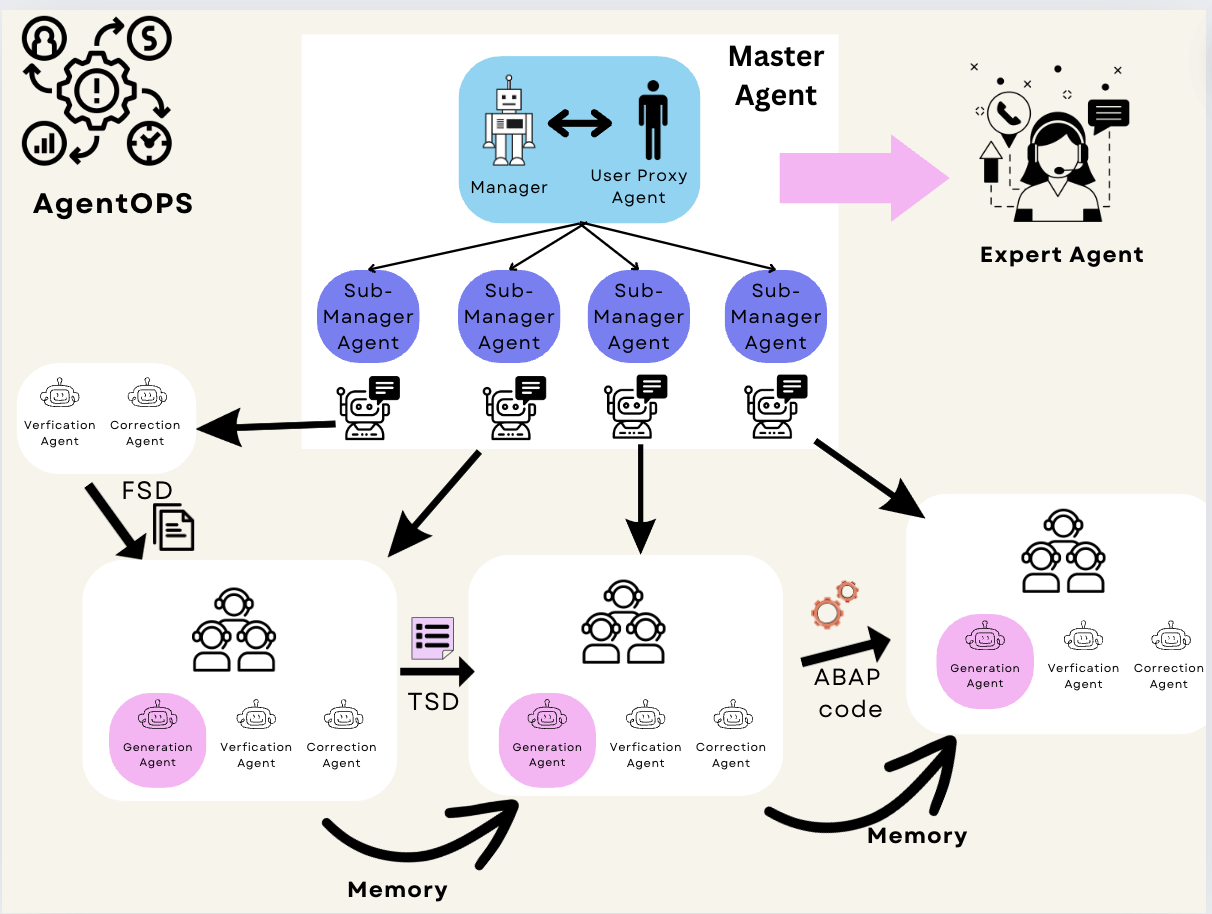 Master
Agent
AgentOPS
Manager
User Proxy
Agent
Expert Agent
Sub-
Manager
Agent
Sub-
Manager
Agent
Sub-
Manager
Agent
Sub-
Manager
Agent
Verfication
Agent
Correction
Agent
FSD
Generation
Agent
Verfication
Agent
Correction
Agent
TSD
Generation
Agent
Verfication
Agent
Correction
Agent
ABAP
code
Generation
Agent
Verfication
Agent
Correction
Agent
Memory
Memory